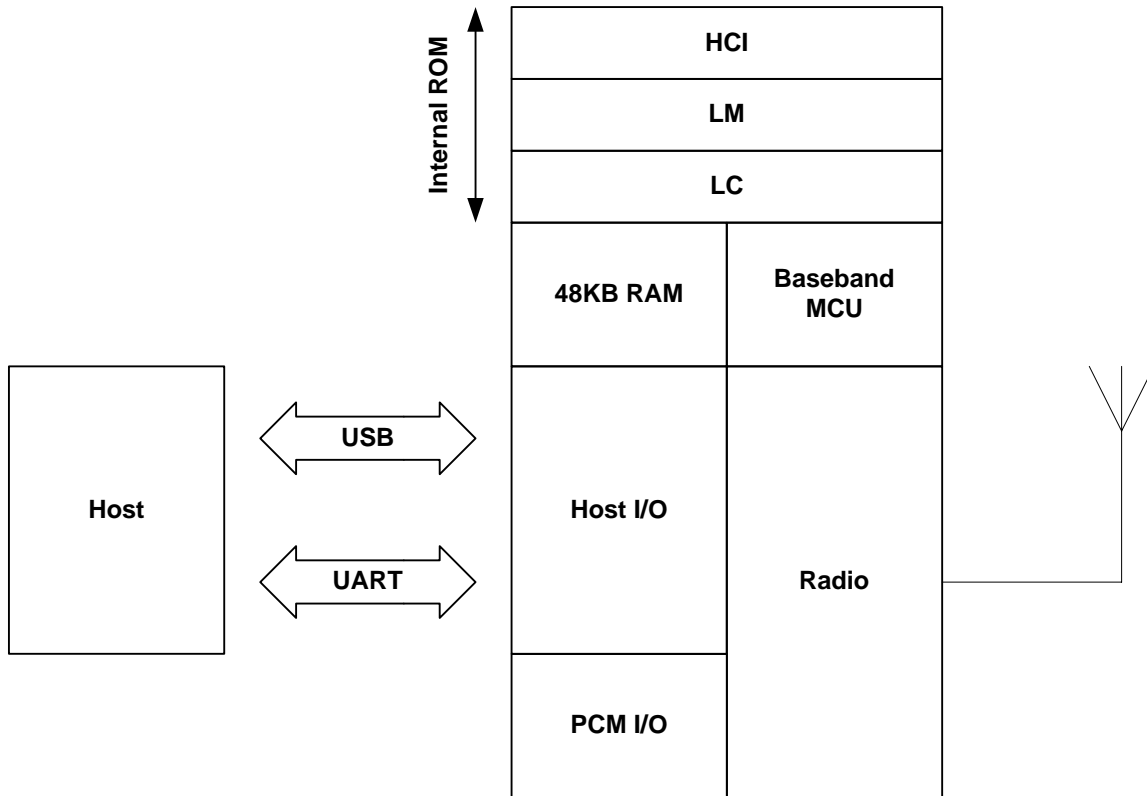 Internal ROM
HCI
LM
LC
48KB RAM
Baseband
MCU
Host
USB
UART
Host I/O
Radio
PCM I/O